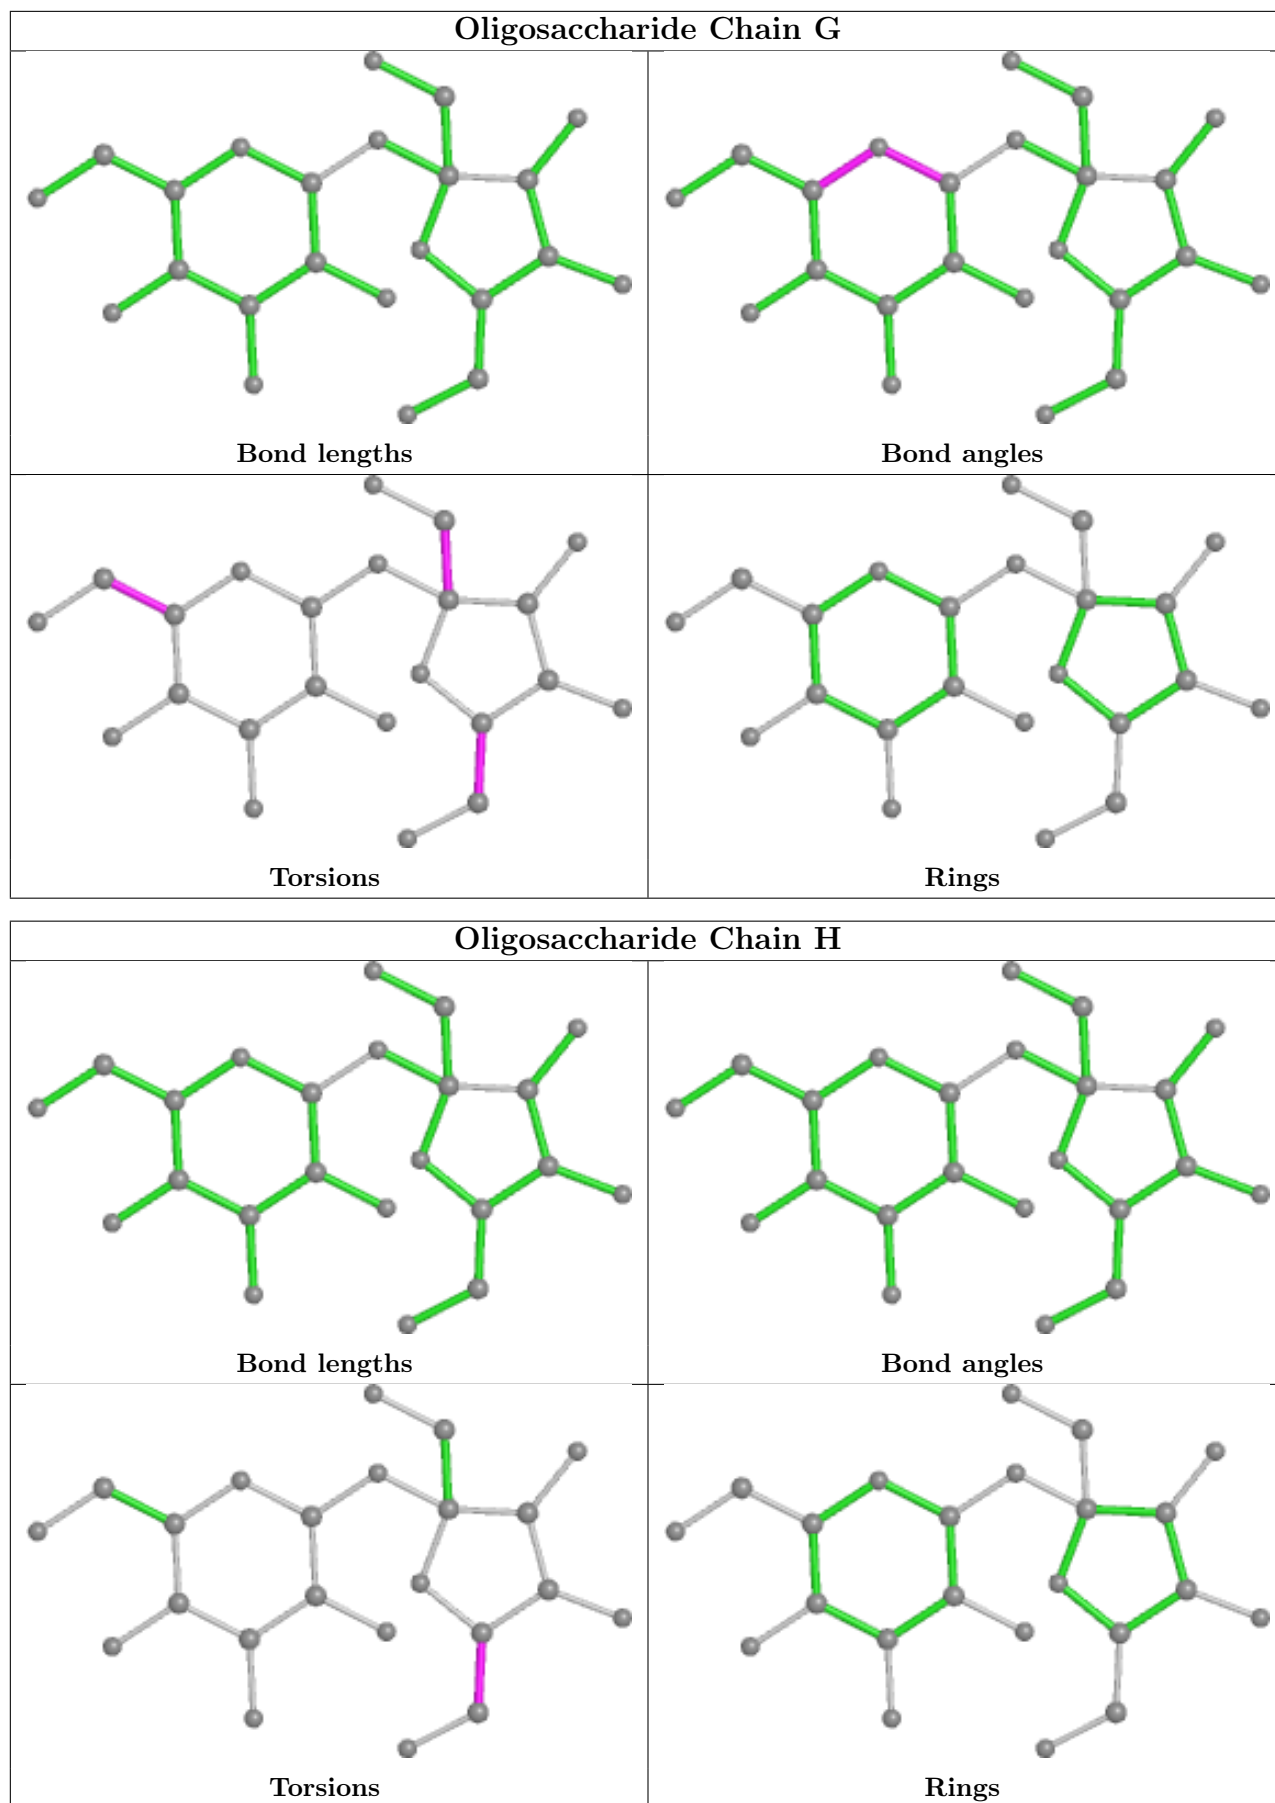 Oligosaccharide Chain G
Bond lengths
Bond angles
Torsions
Rings
Oligosaccharide Chain H
Bond lengths
Bond angles
Torsions
Rings